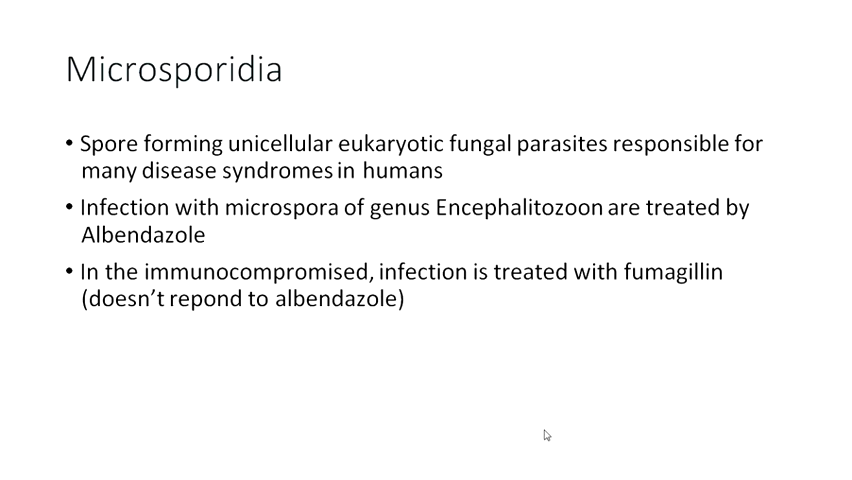 Microsporidia
• Spore forming unicellular eukaryotic fungal parasites responsible for
many disease syndromes in humans
• Infection with microspora of genus Encephalitozoon are treated by
Albendazole
• In the immunocompromised, infection is treated with fumagillin
(doesn’t repond to albendazole)